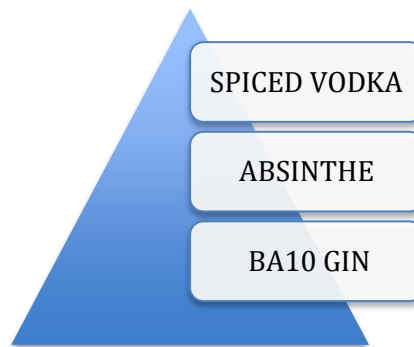 SPICED VODKA
ABSINTHE
BA10 GIN